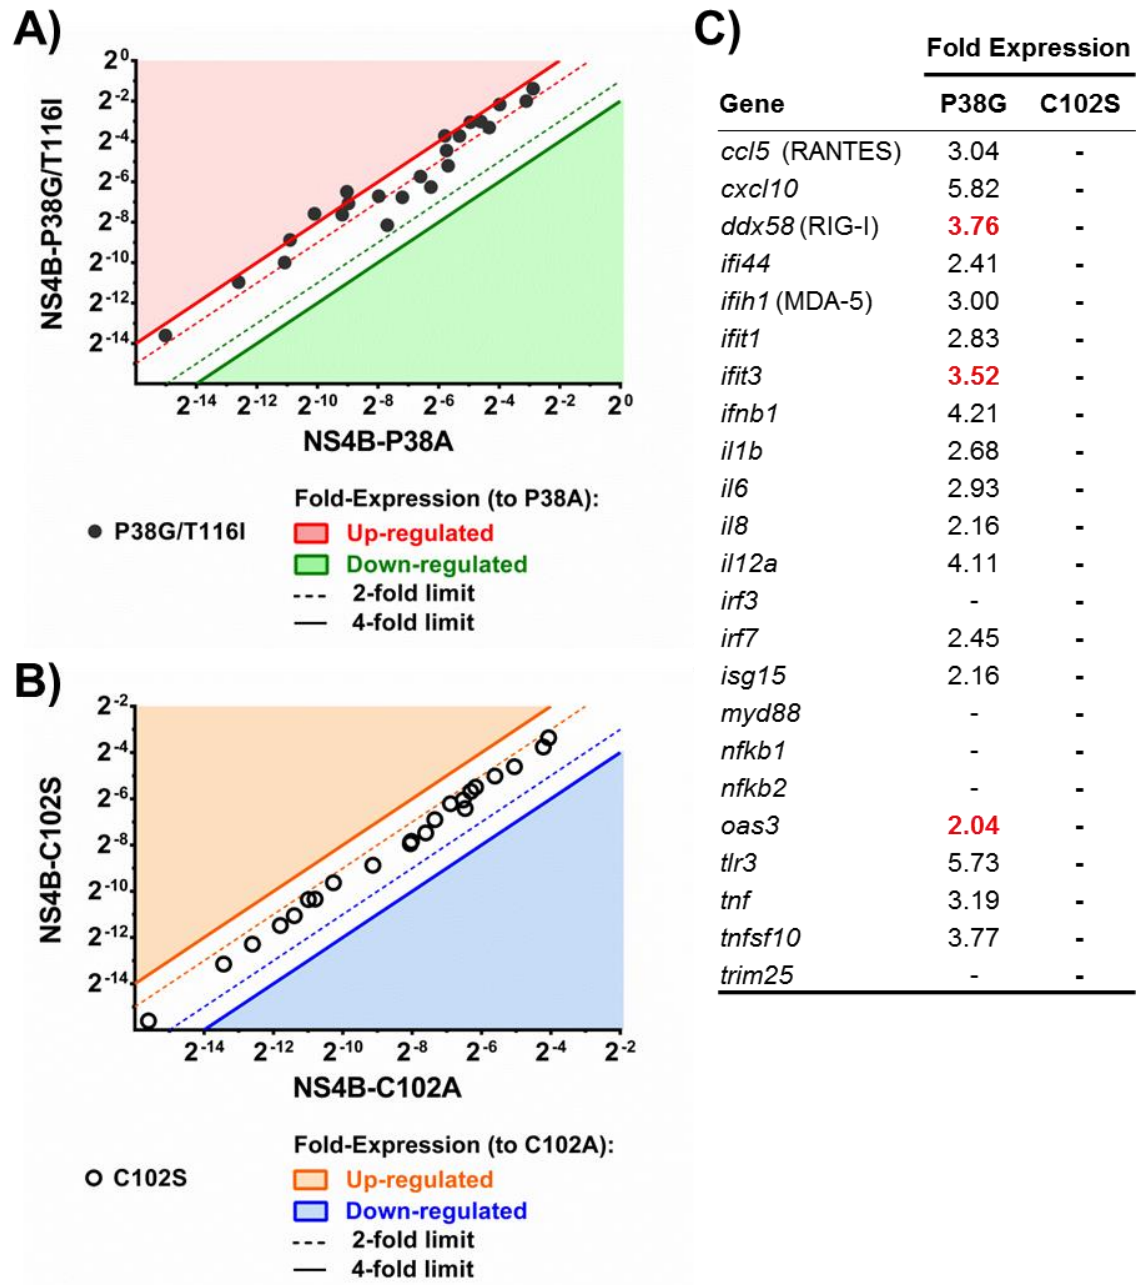 A)
2^0
2^-2
2^-4
2^-6
2^-8
2^-10
2^-12
2^-14
NS4B-P38G/T116I
2^-14 2^-12 2^-10 2^-8 2^-6 2^-4 2^-2 2^0
NS4B-P38A
P38G/T116I
Fold-Expression (to P38A):
Up-regulated
Down-regulated
2-fold limit
4-fold limit
B)
2^-2
2^-4
2^-6
2^-8
2^-10
2^-12
2^-14
NS4B-C102S
2^-14 2^-12 2^-10 2^-8 2^-6 2^-4 2^-2
NS4B-C102A
C102S
Fold-Expression (to C102A):
Up-regulated
Down-regulated
2-fold limit
4-fold limit
C)
Fold Expression
Gene P38G C102S
ccl5 (RANTES) 3.04 -
cxcl10 5.82 -
ddx58 (RIG-I) 3.76 -
ifi44 2.41 -
ifih1 (MDA-5) 3.00 -
ifit1 2.83 -
ifit3 3.52 -
ifnb1 4.21 -
il1b 2.68 -
il6 2.93 -
il8 2.16 -
il12a 4.11 -
irf3 - -
irf7 2.45 -
isg15 2.16 -
myd88 - -
nfkb1 - -
nfkb2 - -
oas3 2.04 -
tlr3 5.73 -
tnf 3.19 -
tnfsf10 3.77 -
trim25 - -